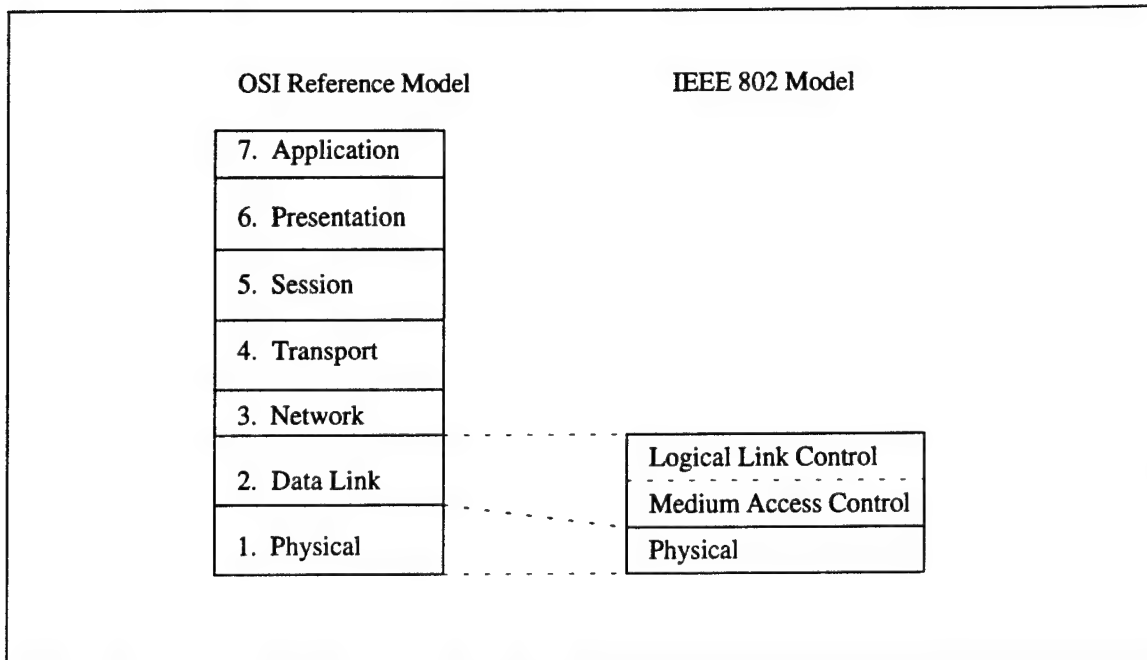 OSI Reference Model
IEEE 802 Model
7. Application
6. Presentation
5. Session
4. Transport
3. Network
2. Data Link
1. Physical
Logical Link Control
Medium Access Control
Physical